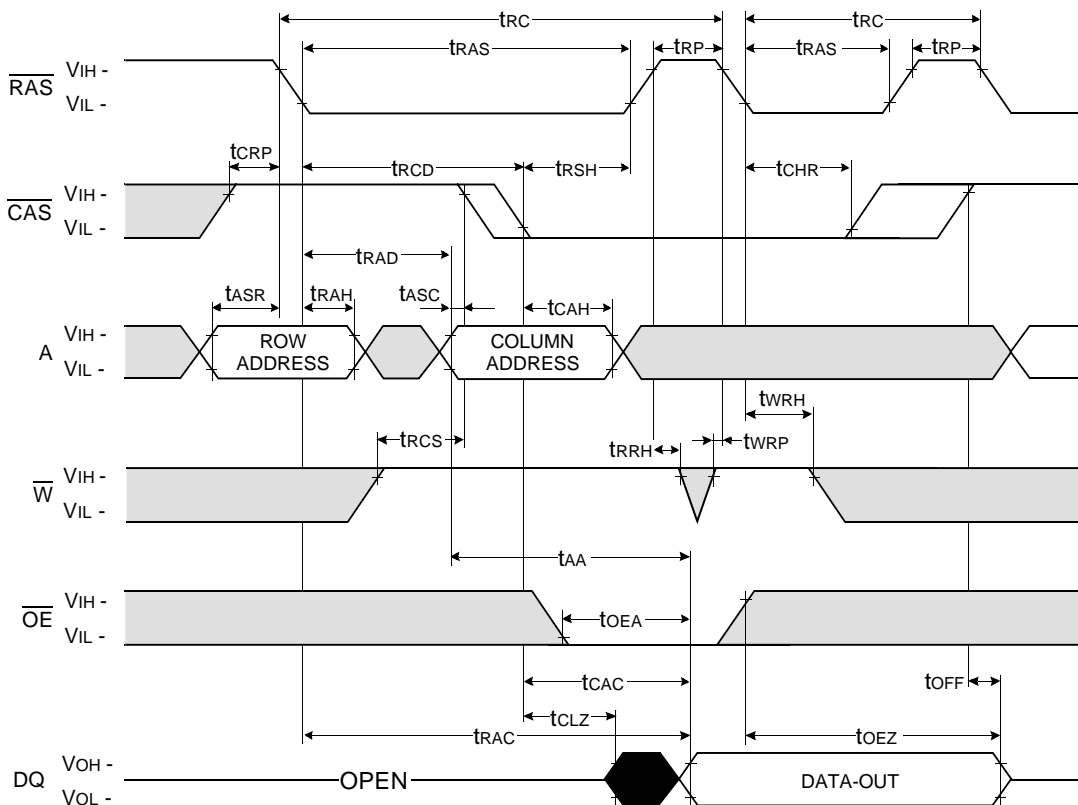 tRC tRC
tRAS tRP tRAS tRP
RAS VIH -
VIL -
tCRP tRCD tRSH tCHR
CAS VIH -
VIL -
tRAD
tASR tRAH tASC tCAH
A VIH -
VIL -
ROW
ADDRESS
COLUMN
ADDRESS
tWRH
tRCS tRRH tWRP
W VIH -
VIL -
tAA
OE VIH -
VIL -
tOEA
tCAC tOFF
tCLZ
tRAC tOEZ
DQ VOH -
VOL -
OPEN DATA-OUT